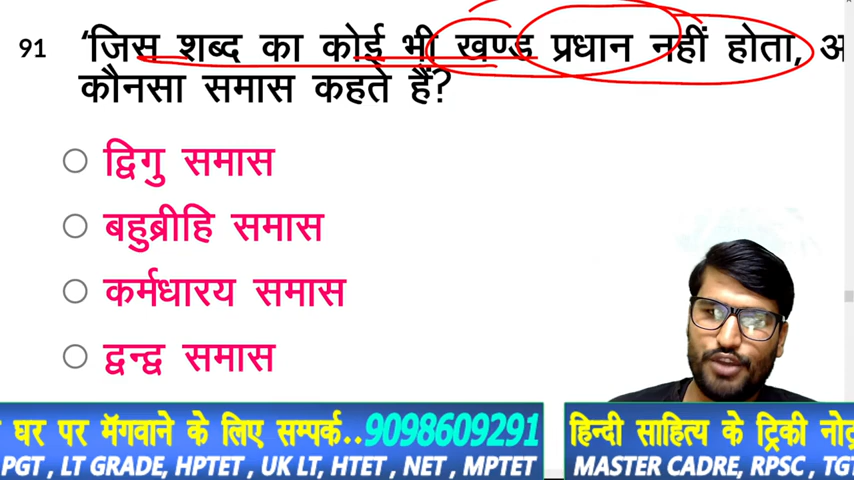 91 'जिस शब्द का कोई भी खण्ड प्रधान नहीं होता,
कौनसा समास कहते हैं?
द्विगु समास
बहुब्रीहि समास
कर्मधारय समास
द्वन्द्व समास
घर पर मॅगवाने के लिए सम्पर्क..9098609291
PGT , LT GRADE, HPTET , UK LT, HTET , NET , MPTET
हिन्दी साहित्य के ट्रिकी
MASTER CADRE, RPSC , TGT